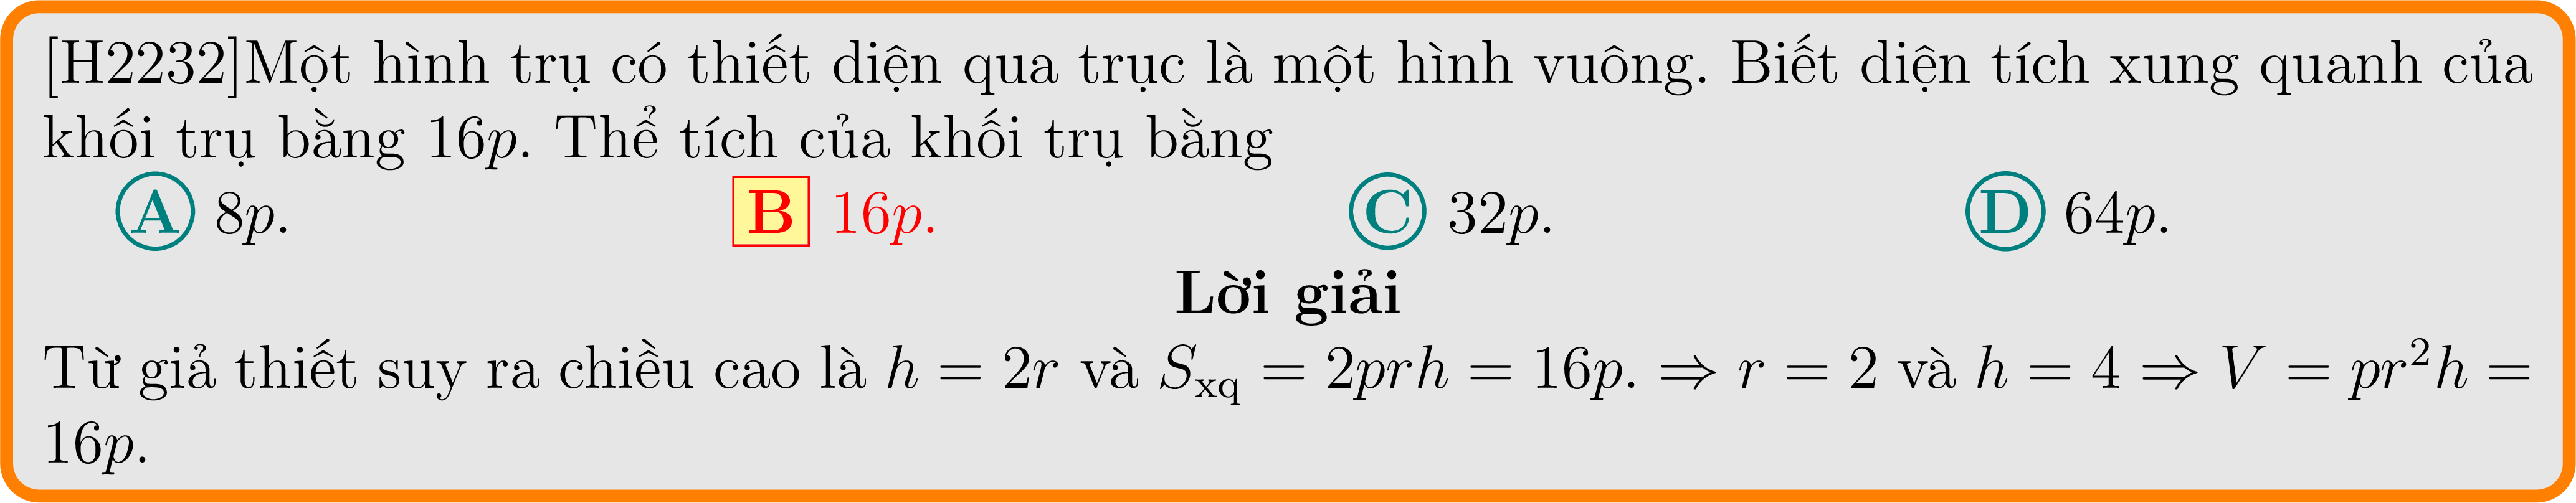 [H2232]Một hình trụ có thiết diện qua trục là một hình vuông. Biết diện tích xung quanh của
khối trụ bằng 16p. Thể tích của khối trụ bằng
A 8p. B 16p. C 32p. D 64p.
Lời giải
Từ giả thiết suy ra chiều cao là h = 2r và S_xq = 2prh = 16p. ⇒ r = 2 và h = 4 ⇒ V = pr²h =
16p.